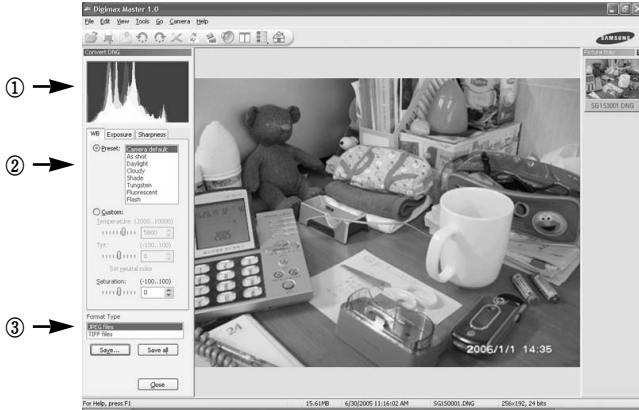 Digimax Master 1.0
File Edit View Tools Go Camera Help
SAMSUNG
Convert DNG
Picture tray
①
SG1S3001.DNG
WB Exposure Sharpness
② Preset: Camera default
As shot
Daylight
Cloudy
Shade
Tungsten
Fluorescent
Flash
Custom:
Temperature (2000..10000)
5800
Tint: (-100..100)
0
Set neutral color
Saturation: (-100..100)
0
Format Type
③ JPEG files
TIFF files
Save... Save all
24
2006/1/1 14:35
Close
For Help, press F1 15.61MB 6/30/2005 11:16:02 AM SG1S0001.DNG 256x192, 24 bits